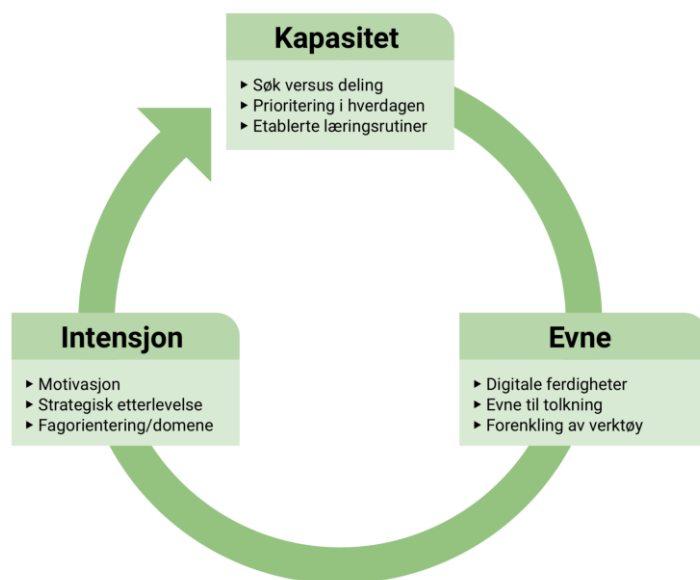 Kapasitet
▸ Søk versus deling
▸ Prioritering i hverdagen
▸ Etablerte læringsrutiner
Intensjon
▸ Motivasjon
▸ Strategisk etterlevelse
▸ Fagorientering/domene
Evne
▸ Digitale ferdigheter
▸ Evne til tolkning
▸ Forenkling av verktøy